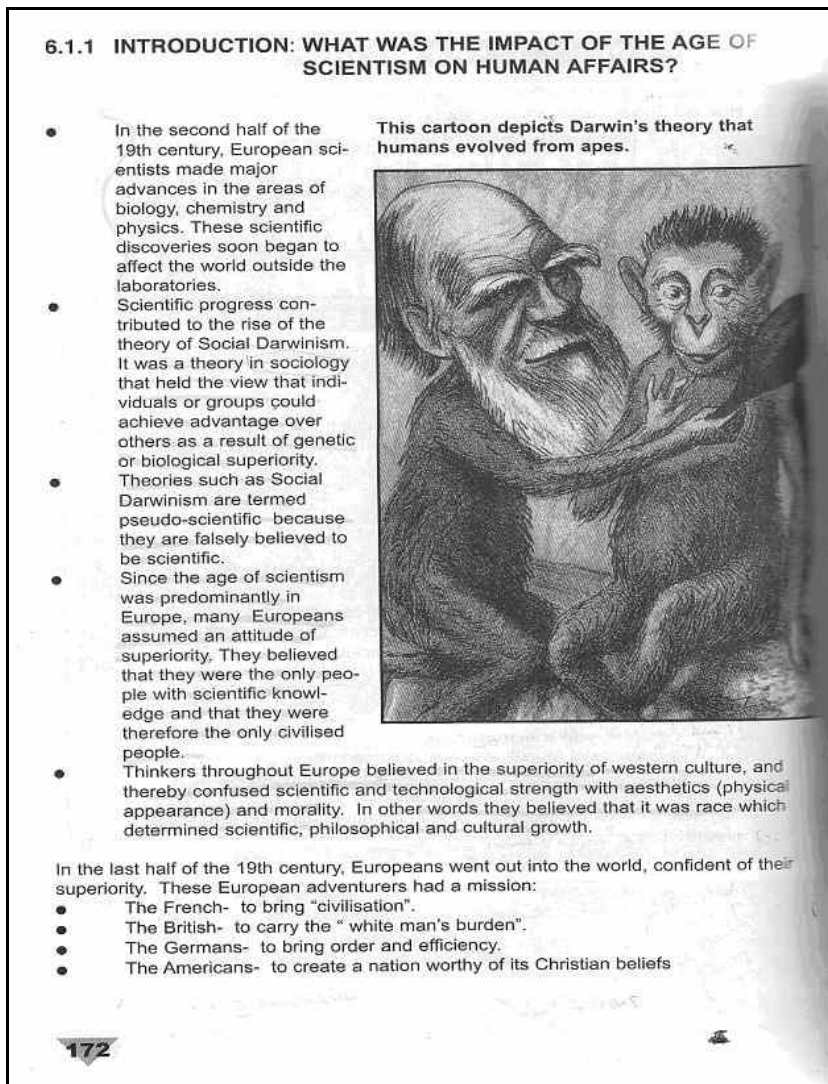 6.1.1 INTRODUCTION: WHAT WAS THE IMPACT OF THE AGE OF
SCIENTISM ON HUMAN AFFAIRS?
• In the second half of the
19th century, European sci-
entists made major
advances in the areas of
biology, chemistry and
physics. These scientific
discoveries soon began to
affect the world outside the
laboratories.
• Scientific progress con-
tributed to the rise of the
theory of Social Darwinism.
It was a theory in sociology
that held the view that indi-
viduals or groups could
achieve advantage over
others as a result of genetic
or biological superiority.
• Theories such as Social
Darwinism are termed
pseudo-scientific because
they are falsely believed to
be scientific.
• Since the age of scientism
was predominantly in
Europe, many Europeans
assumed an attitude of
superiority. They believed
that they were the only peo-
ple with scientific knowl-
edge and that they were
therefore the only civilised
people.
This cartoon depicts Darwin's theory that
humans evolved from apes.
• Thinkers throughout Europe believed in the superiority of western culture, and
thereby confused scientific and technological strength with aesthetics (physical
appearance) and morality. In other words they believed that it was race which
determined scientific, philosophical and cultural growth.
In the last half of the 19th century, Europeans went out into the world, confident of their
superiority. These European adventurers had a mission:
• The French- to bring "civilisation".
• The British- to carry the " white man's burden".
• The Germans- to bring order and efficiency.
• The Americans- to create a nation worthy of its Christian beliefs
172